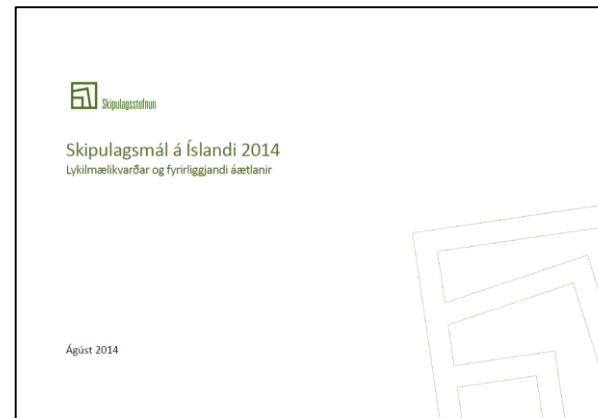 Skipulagsstofnun
Skipulagsmál á Íslandi 2014
Lykilmælikvarðar og fyrirliggjandi áætlanir
Ágúst 2014